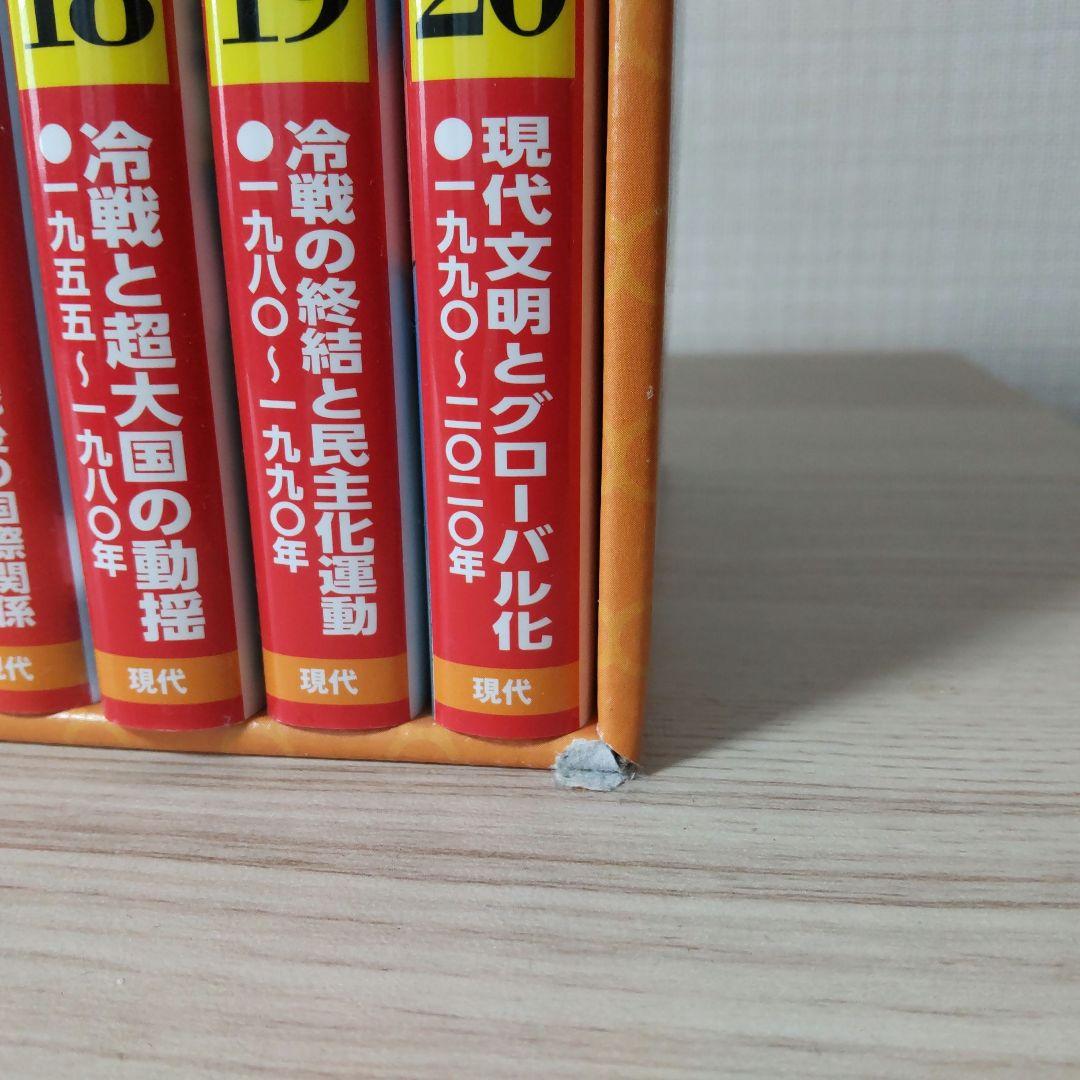 18
冷戦と超大国の動揺
●一九五五～一九八〇年
現代
19
冷戦の終結と民主化運動
●一九八〇～一九九〇年
現代
20
現代文明とグローバル化
●一九九〇～二〇二〇年
現代
の国際関係
現代